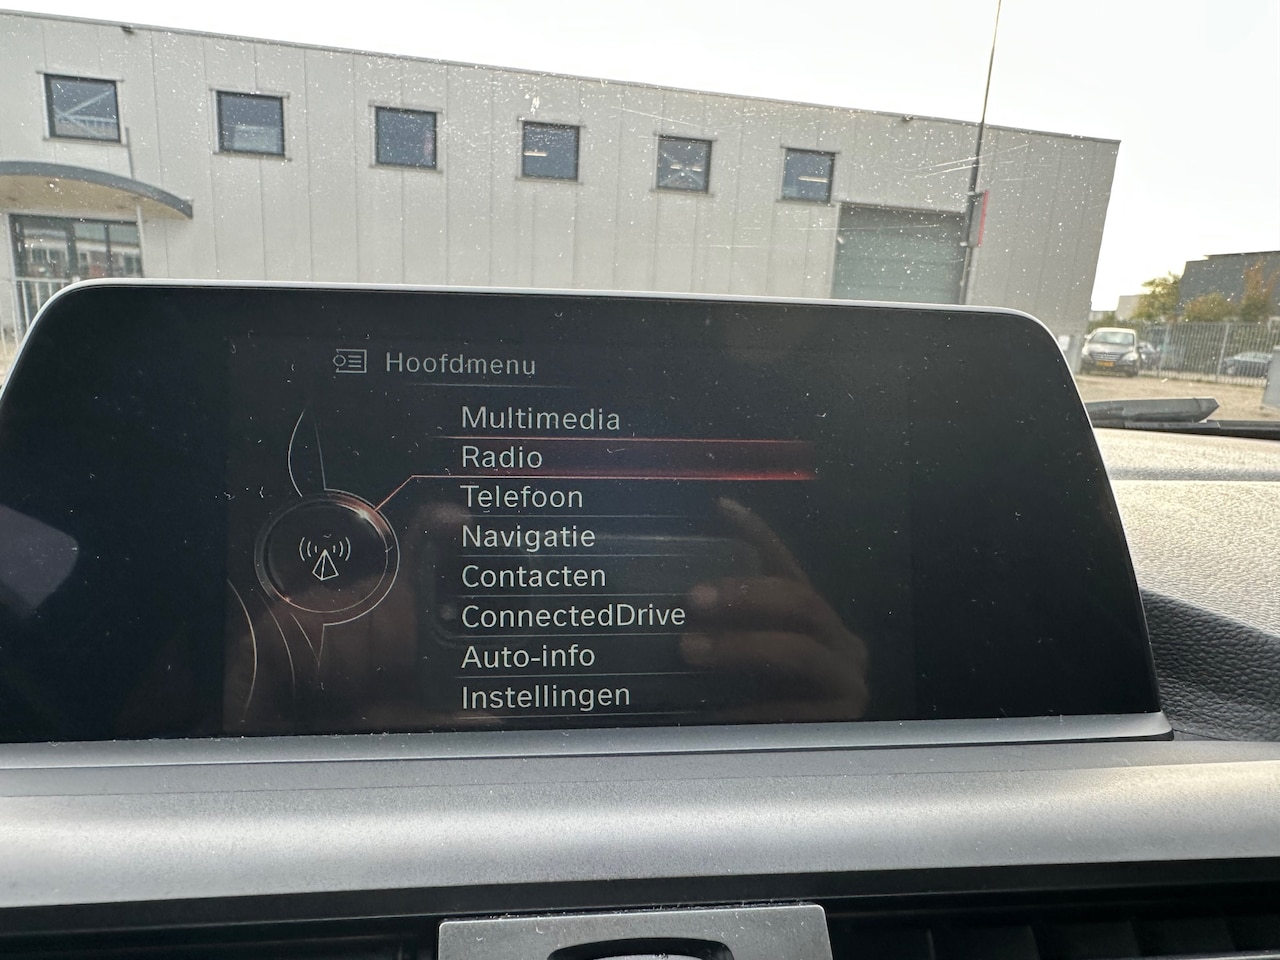 Hoofdmenu
Multimedia
Radio
Telefoon
Navigatie
Contacten
ConnectedDrive
Auto-info
Instellingen